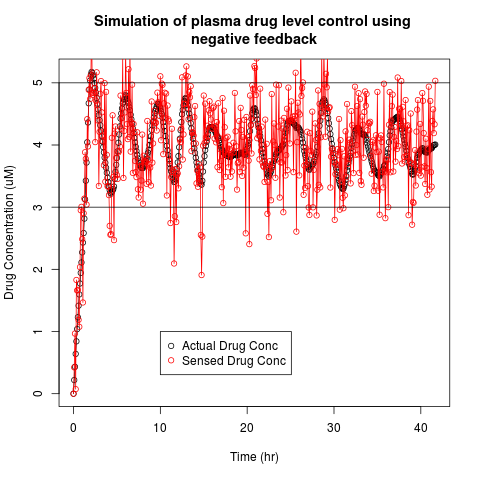 Simulation of plasma drug level control using
negative feedback
Drug Concentration (uM)
5
4
3
2
1
0
Actual Drug Conc
Sensed Drug Conc
0 10 20 30 40
Time (hr)